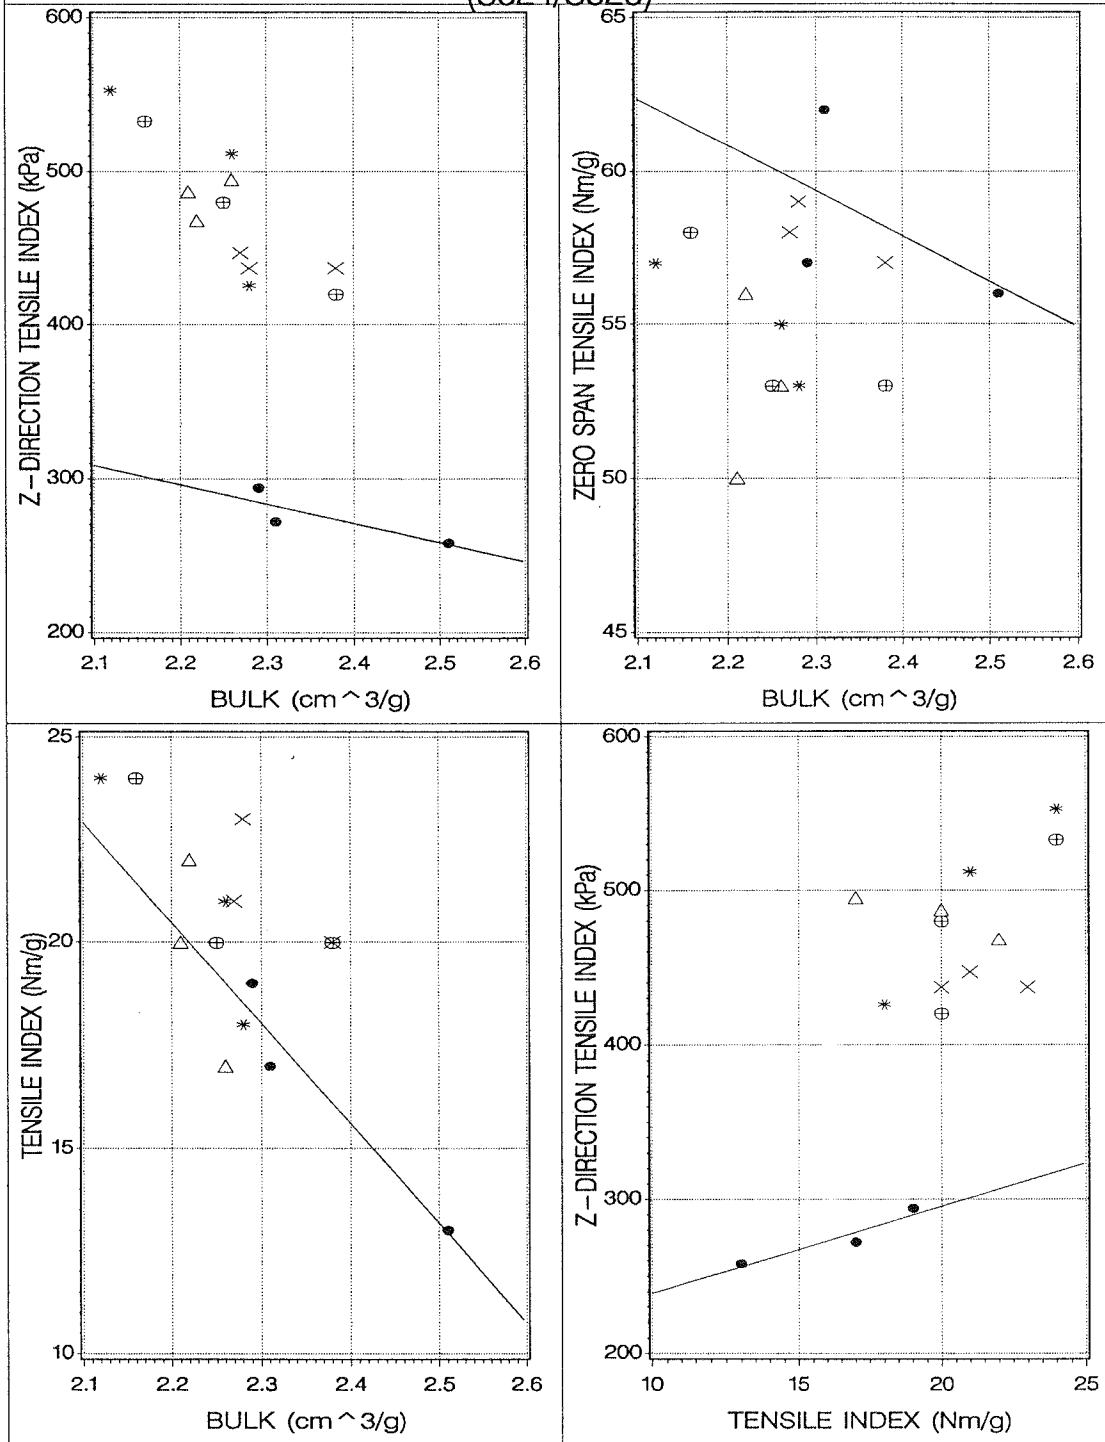 600
500
400
300
200
Z-DIRECTION TENSILE INDEX (kPa)
2.1 2.2 2.3 2.4 2.5 2.6
BULK (cm^3/g)
65
60
55
50
45
ZERO SPAN TENSILE INDEX (Nm/g)
2.1 2.2 2.3 2.4 2.5 2.6
BULK (cm^3/g)
25
20
15
10
TENSILE INDEX (Nm/g)
2.1 2.2 2.3 2.4 2.5 2.6
BULK (cm^3/g)
600
500
400
300
200
Z-DIRECTION TENSILE INDEX (kPa)
10 15 20 25
TENSILE INDEX (Nm/g)